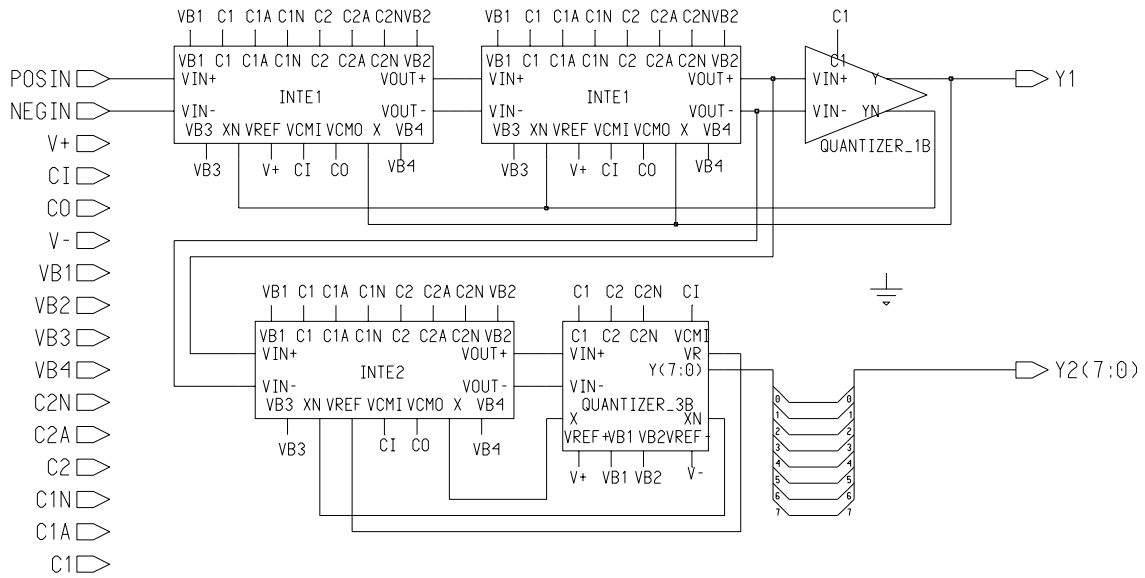 VB1 C1 C1A C1N C2 C2A C2N VB2 VB1 C1 C1A C1N C2 C2A C2N VB2 C1
VB1 C1 C1A C1N C2 C2A C2N VB2 VB1 C1 C1A C1N C2 C2A C2N VB2 C1
POSIN VIN+ VOUT+ VIN+ VOUT+ VIN+ Y Y1
INTE1 INTE1
NEGIN VIN- VOUT- VIN- VOUT- VIN- YN
VB3 XN VREF VCMI VCMO X VB4 VB3 XN VREF VCMI VCMO X VB4
V+ QUANTIZER_1B
VB3 V+ CI CO VB4 VB3 V+ CI CO VB4
CI
CO
V-
VB1
VB1 C1 C1A C1N C2 C2A C2N VB2 C1 C2 C2N CI
VB2
VB3
VB1 C1 C1A C1N C2 C2A C2N VB2 C1 C2 C2N VCMI
VIN+ VOUT+ VIN+ VR
VB4 INTE2 Y(7:0) Y2(7:0)
VIN- VOUT- VIN-
C2N
VB3 XN VREF VCMI VCMO X VB4 QUANTIZER_3B
X XN
C2A VREF+ VB1 VB2 VREF-
VB3 CI CO VB4
C2 V+ VB1 VB2 V-
C1N
C1A
C1
0 0
1 1
2 2
3 3
4 4
5 5
6 6
7 7